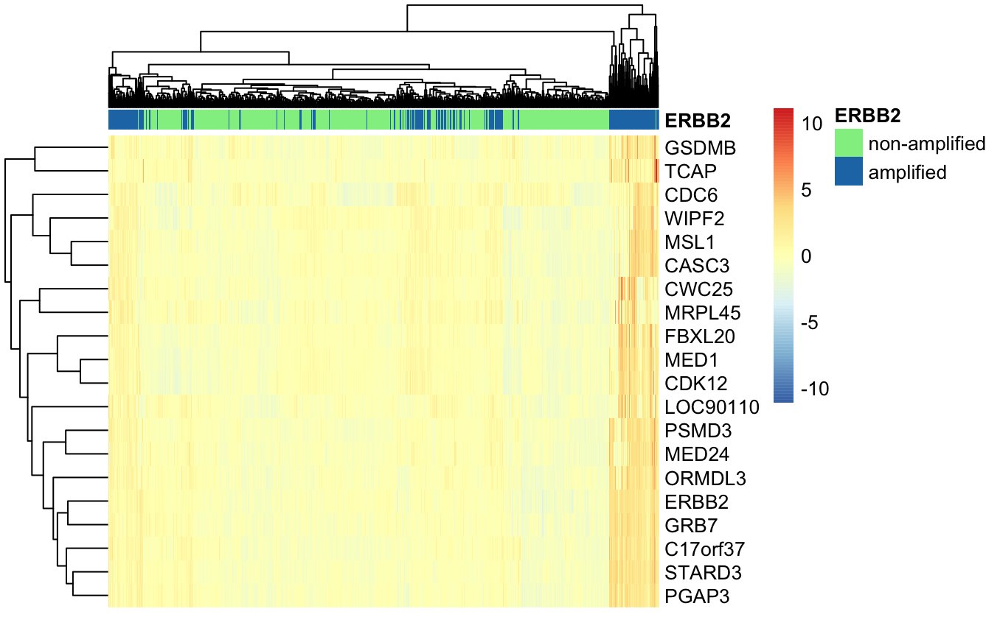 ERBB2
GSDMB
TCAP
CDC6
WIPF2
MSL1
CASC3
CWC25
MRPL45
FBXL20
MED1
CDK12
LOC90110
PSMD3
MED24
ORMDL3
ERBB2
GRB7
C17orf37
STARD3
PGAP3
10
5
0
-5
-10
ERBB2
non-amplified
amplified